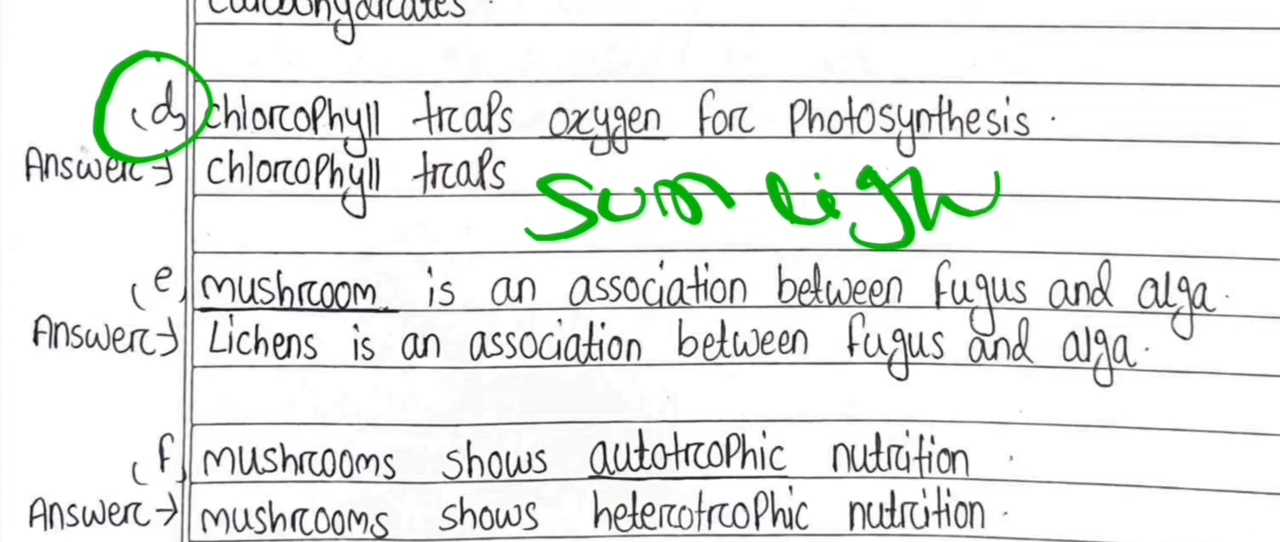 carbohydrates.
(d) chlorophyll traps oxygen for photosynthesis.
Answer → chlorophyll traps sun ligh
(e) mushroom is an association between fugus and alga.
Answer → Lichens is an association between fugus and alga.
(f) mushrooms shows autotrophic nutrition.
Answer → mushrooms shows heterotrophic nutrition.